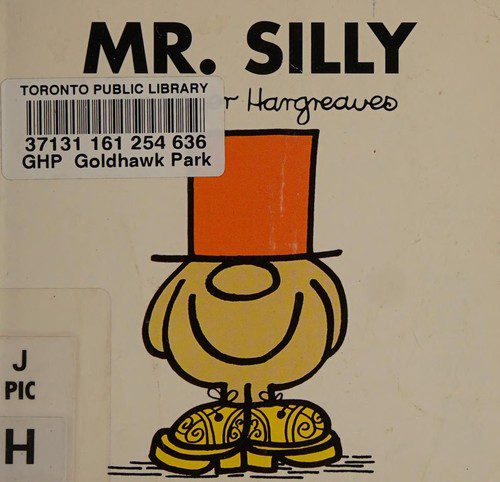 MR. SILLY
Hargreaves
TORONTO PUBLIC LIBRARY
37131 161 254 636
GHP Goldhawk Park
J
PIC
H